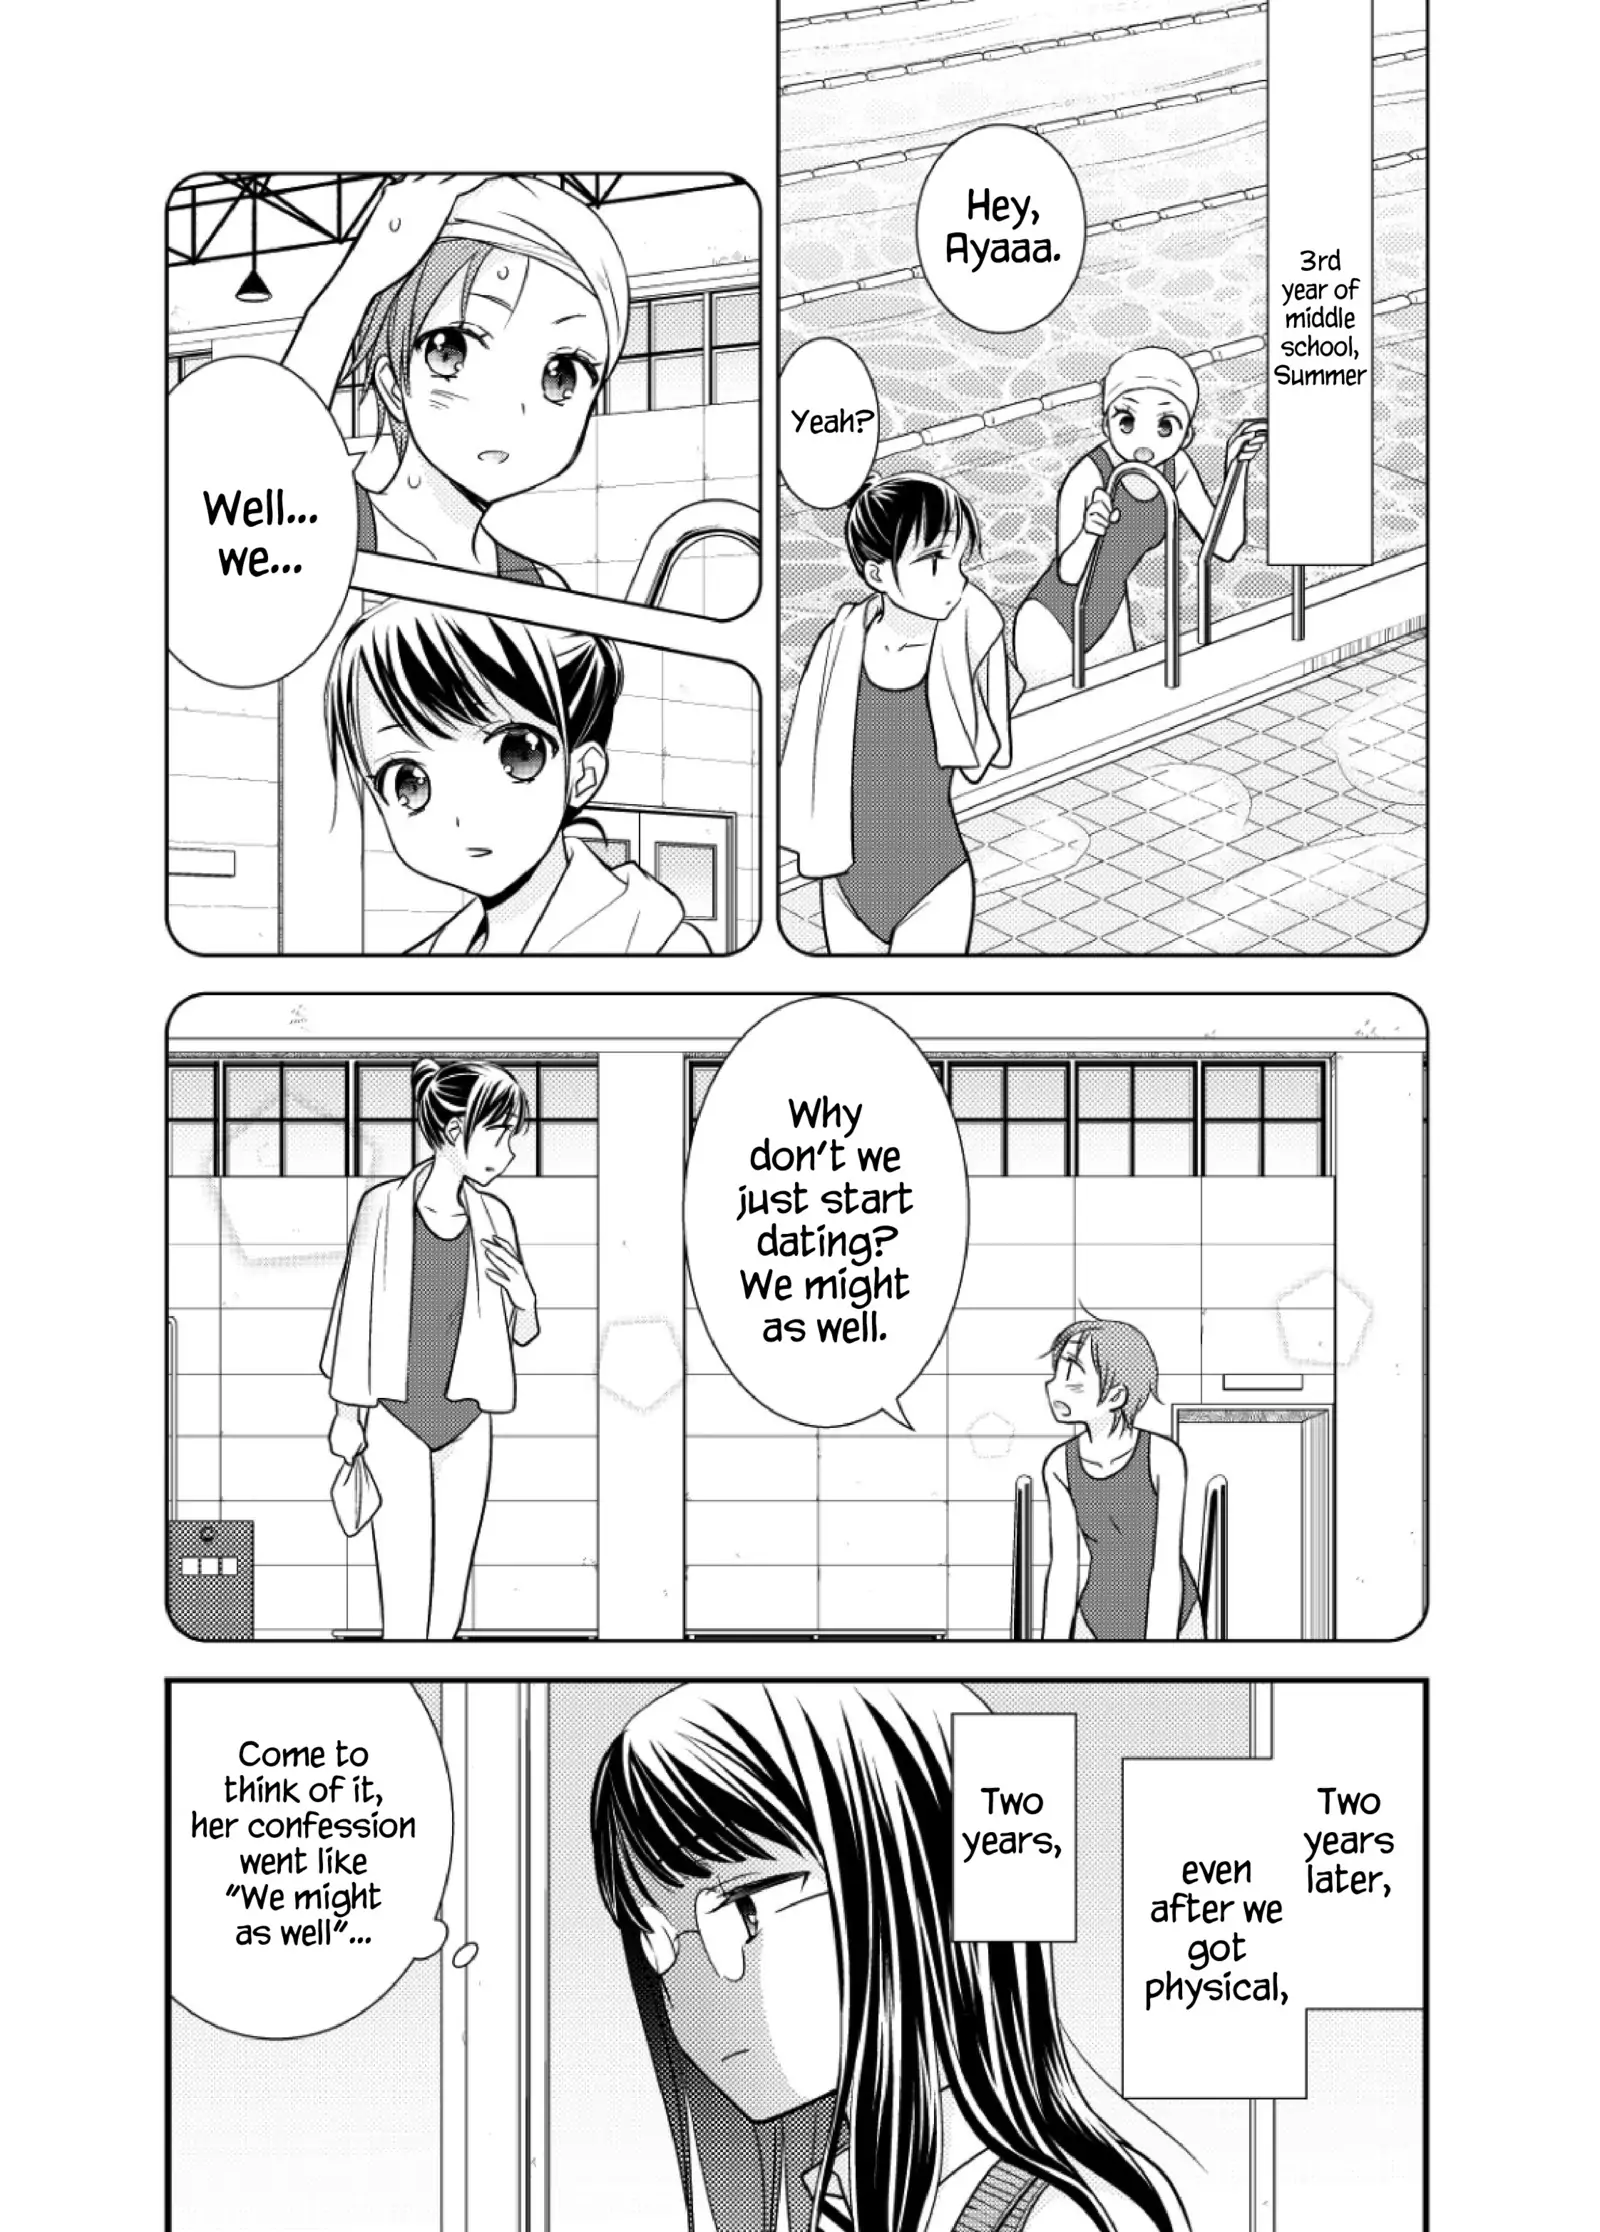 3rd
year of
middle
school,
Summer
Hey,
Ayaaa.
Yeah?
Well...
we...
Why
don't we
just start
dating?
We might
as well.
Two
years
later,
even
after we
got
physical,
Two
years,
Come to
think of it,
her confession
went like
"We might
as well"...